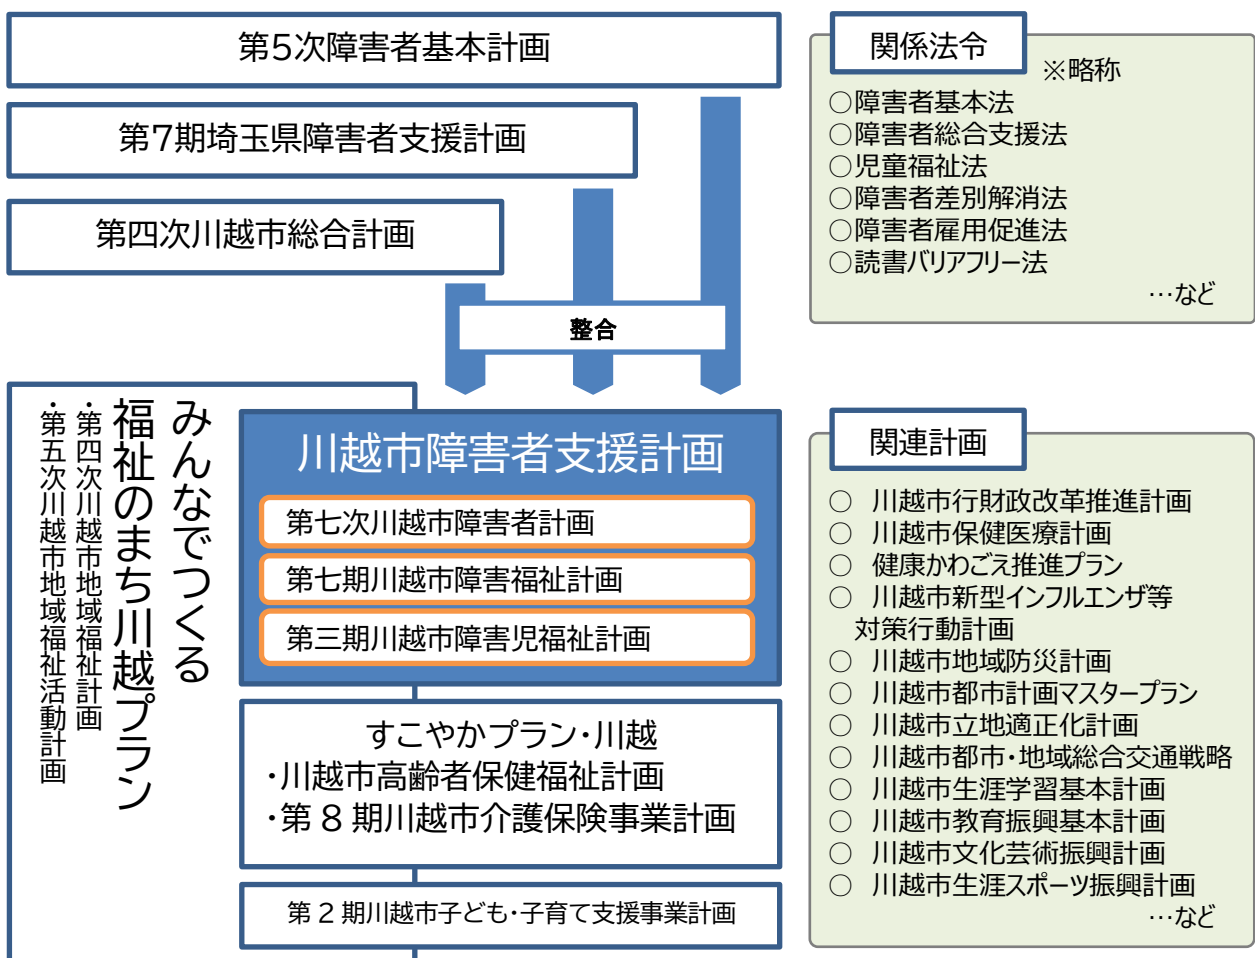 第5次障害者基本計画
第7期埼玉県障害者支援計画
第四次川越市総合計画
整合
関係法令
※略称
○障害者基本法
○障害者総合支援法
○児童福祉法
○障害者差別解消法
○障害者雇用促進法
○読書バリアフリー法
…など
みんなでつくる
福祉のまち川越プラン
・第四次川越市地域福祉計画
・第五次川越市地域福祉活動計画
川越市障害者支援計画
第七次川越市障害者計画
第七期川越市障害福祉計画
第三期川越市障害児福祉計画
すこやかプラン・川越
・川越市高齢者保健福祉計画
・第8期川越市介護保険事業計画
第2期川越市子ども・子育て支援事業計画
関連計画
○ 川越市行財政改革推進計画
○ 川越市保健医療計画
○ 健康かわごえ推進プラン
○ 川越市新型インフルエンザ等
対策行動計画
○ 川越市地域防災計画
○ 川越市都市計画マスタープラン
○ 川越市立地適正化計画
○ 川越市都市・地域総合交通戦略
○ 川越市生涯学習基本計画
○ 川越市教育振興基本計画
○ 川越市文化芸術振興計画
○ 川越市生涯スポーツ振興計画
…など